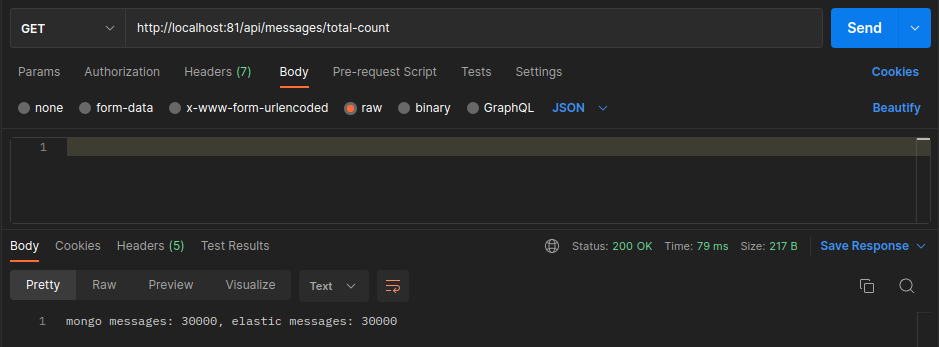 GET http://localhost:81/api/messages/total-count Send
Params Authorization Headers (7) Body Pre-request Script Tests Settings Cookies
none form-data x-www-form-urlencoded raw binary GraphQL JSON Beautify
1
Body Cookies Headers (5) Test Results Status: 200 OK Time: 79 ms Size: 217 B Save Response
Pretty Raw Preview Visualize Text
1 mongo messages: 30000, elastic messages: 30000